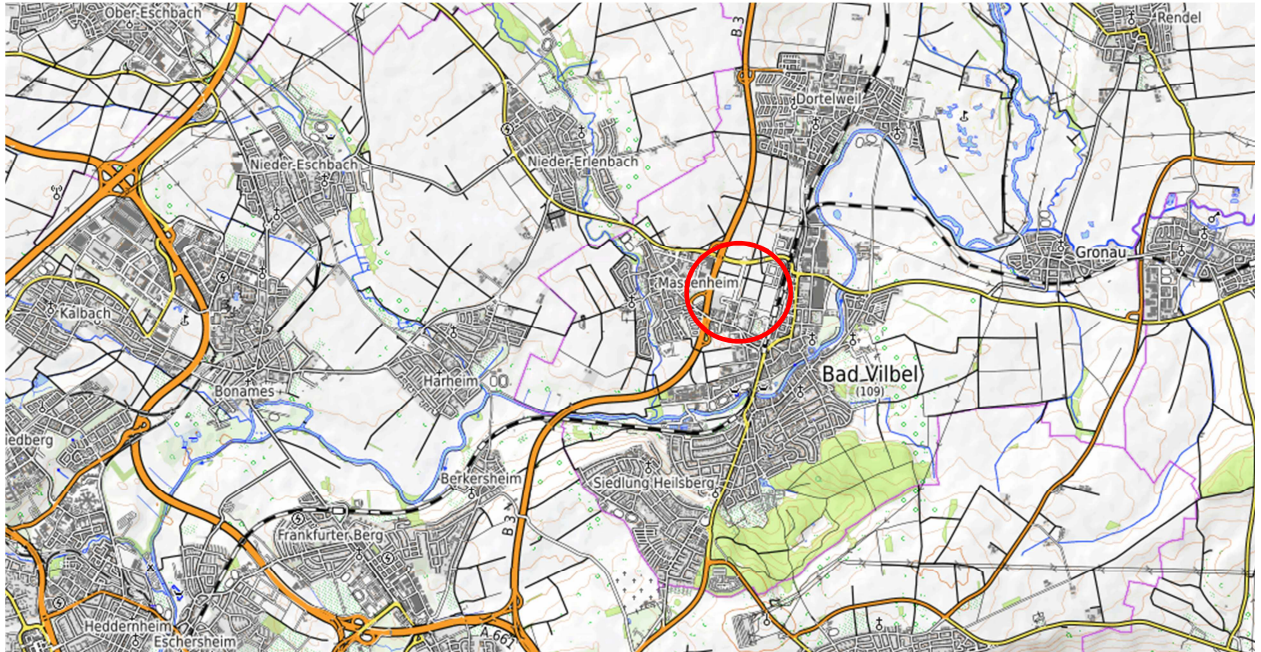 Ober-Eschbach
B 3
Rendel
Dortelweil
Nieder-Eschbach
Nieder-Erlenbach
Gronau
Massenheim
Kalbach
Harheim
Bad Vilbel
(109)
Bonames
iedberg
Berkersheim
Siedlung Heilsberg
Frankfurter Berg
B 3
Heddernheim
A 661
Eschersheim